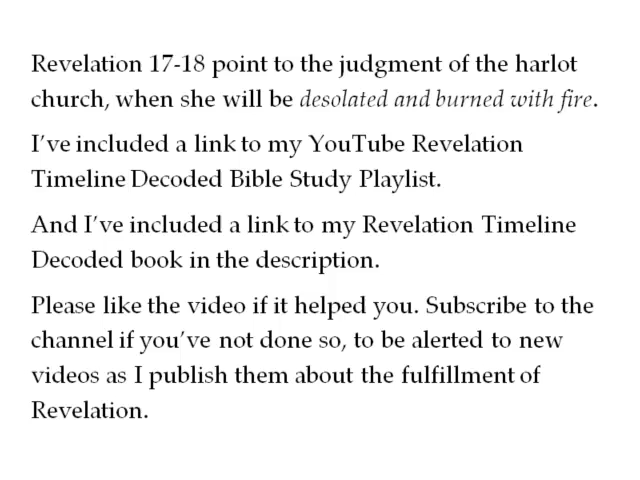 Revelation 17-18 point to the judgment of the harlot
church, when she will be desolated and burned with fire.
I’ve included a link to my YouTube Revelation
Timeline Decoded Bible Study Playlist.
And I’ve included a link to my Revelation Timeline
Decoded book in the description.
Please like the video if it helped you. Subscribe to the
channel if you’ve not done so, to be alerted to new
videos as I publish them about the fulfillment of
Revelation.